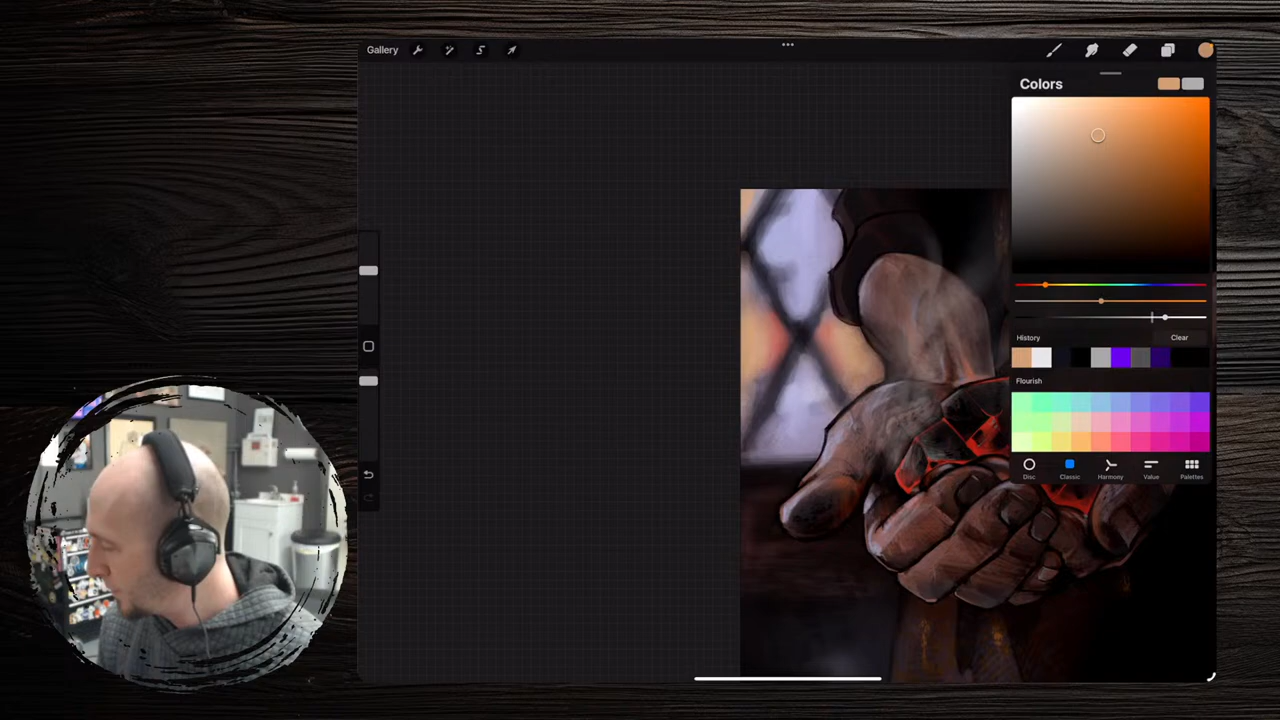 Gallery
Colors
History
Clear
Flourish
Disc
Classic
Harmony
Value
Palettes